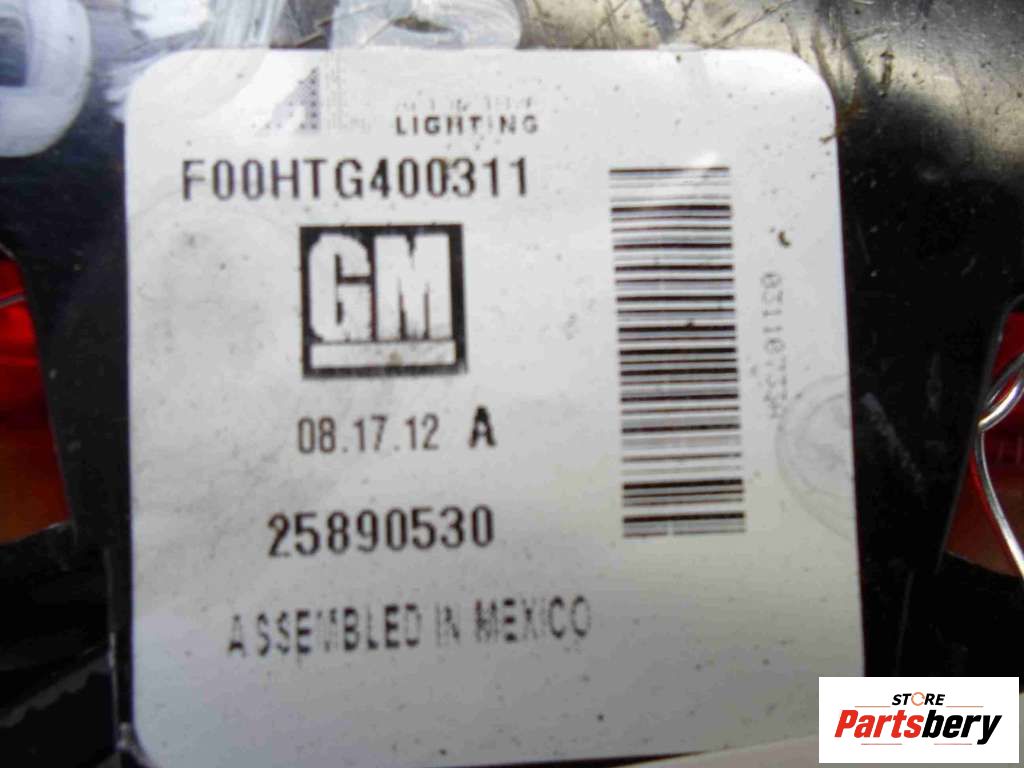 LIGHTING
F00HTG400311
GM
08.17.12 A
25890530
ASSEMBLED IN MEXICO
STORE
Partsbery